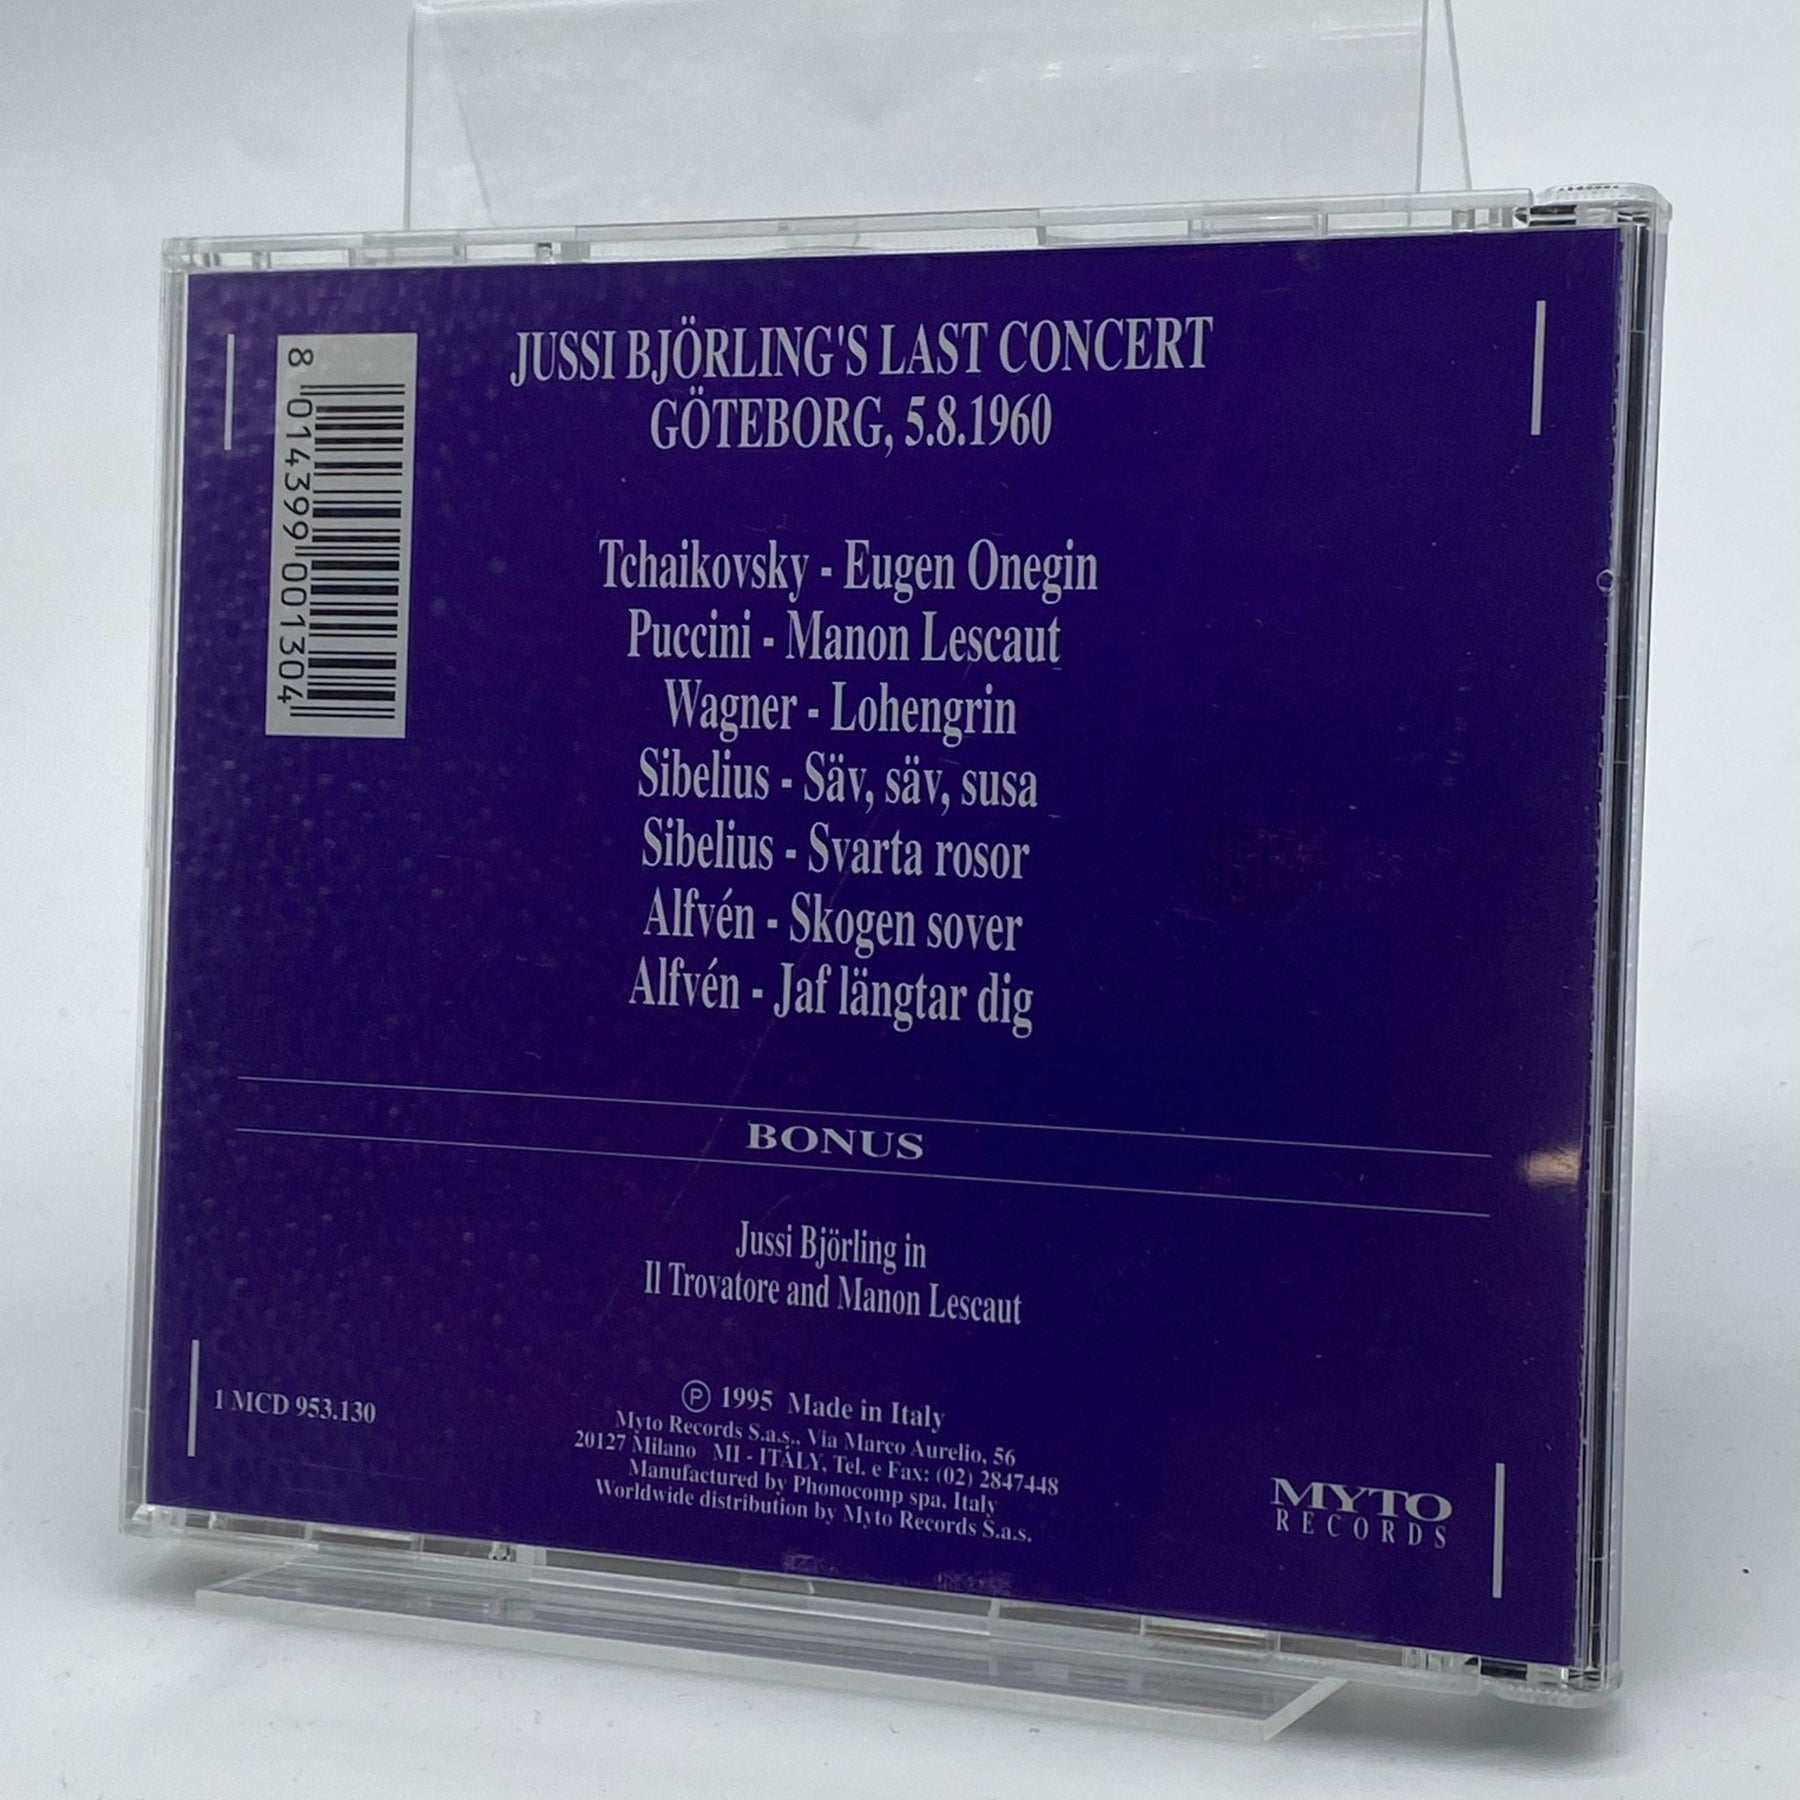 JUSSI BJÖRLING'S LAST CONCERT
GÖTEBORG, 5.8.1960
8 011439 9001304
Tchaikovsky - Eugen Onegin
Puccini - Manon Lescaut
Wagner - Lohengrin
Sibelius - Säv, säv, susa
Sibelius - Svarta rosor
Alfvén - Skogen sover
Alfvén - Jaf längtar dig
BONUS
Jussi Björling in
Il Trovatore and Manon Lescaut
1 MCD 953.130
Ⓟ 1995 Made in Italy
Myto Records S.a.s., Via Marco Aurelio, 56
20127 Milano MI - ITALY, Tel. e Fax: (02) 2847448
Manufactured by Phonocomp spa, Italy
Worldwide distribution by Myto Records S.a.s.
MYTO
RECORDS